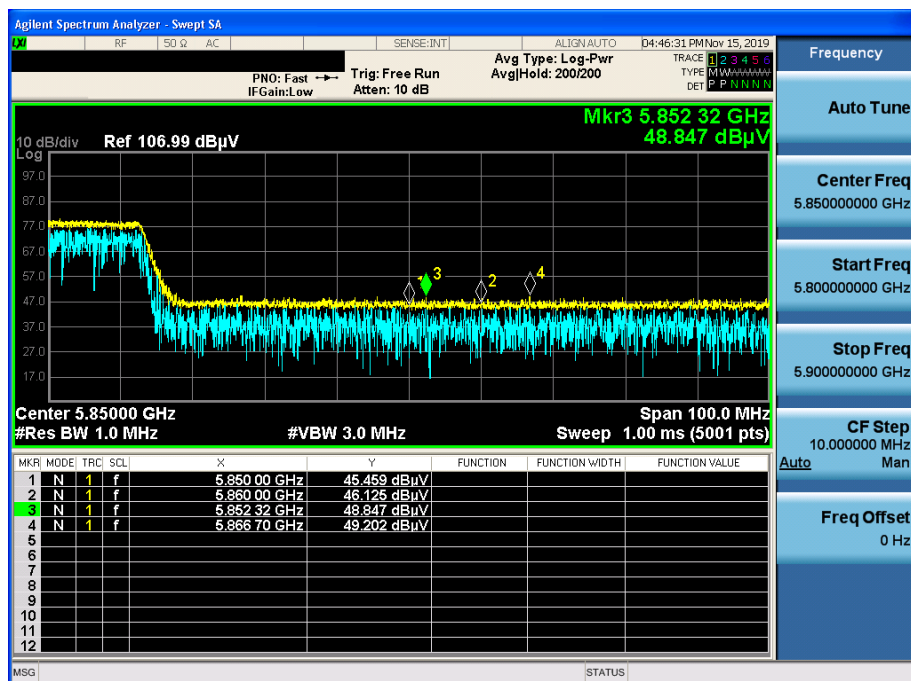 Agilent Spectrum Analyzer - Swept SA
LXI RF 50 Ω AC SENSE:INT ALIGN AUTO 04:46:31 PM Nov 15, 2019
PNO: Fast Trig: Free Run Avg Type: Log-Pwr TRACE 1 2 3 4 5 6
IFGain:Low Atten: 10 dB Avg|Hold: 200/200 TYPE M
DET P P N N N N
Mkr3 5.852 32 GHz
48.847 dBµV
10 dB/div Ref 106.99 dBµV
Log
97.0
87.0
77.0
67.0
57.0
47.0
37.0
27.0
17.0
3
2
4
Center 5.85000 GHz Span 100.0 MHz
#Res BW 1.0 MHz #VBW 3.0 MHz Sweep 1.00 ms (5001 pts)
MKR MODE TRC SCL X Y FUNCTION FUNCTION WIDTH FUNCTION VALUE
1 N 1 f 5.850 00 GHz 45.459 dBµV
2 N 1 f 5.860 00 GHz 46.125 dBµV
3 N 1 f 5.852 32 GHz 48.847 dBµV
4 N 1 f 5.866 70 GHz 49.202 dBµV
5
6
7
8
9
10
11
12
MSG STATUS
Frequency
Auto Tune
Center Freq
5.850000000 GHz
Start Freq
5.800000000 GHz
Stop Freq
5.900000000 GHz
CF Step
10.000000 MHz
Auto Man
Freq Offset
0 Hz